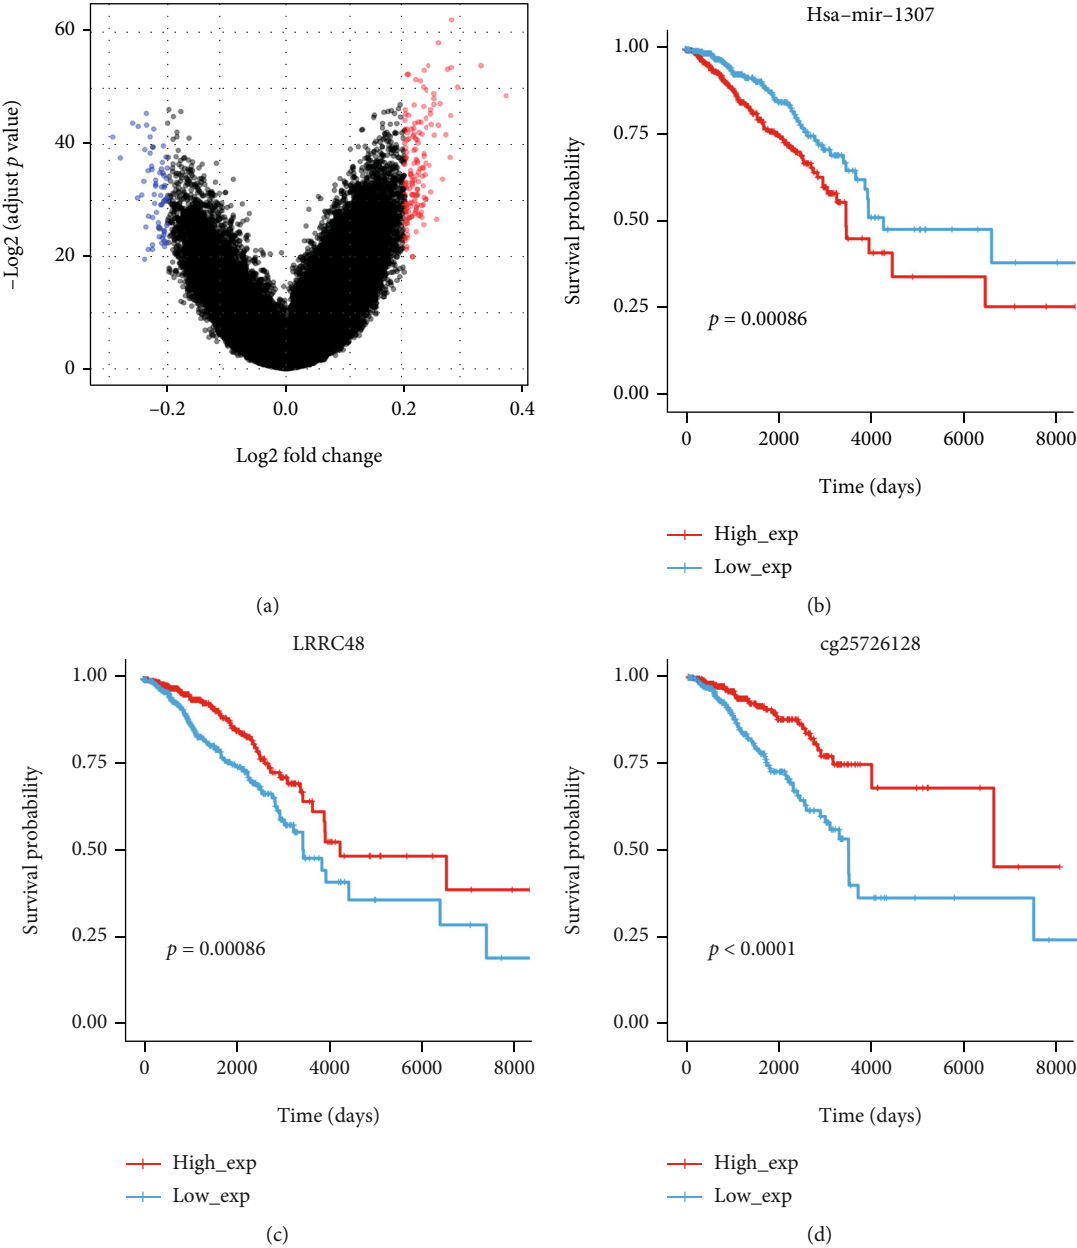 60
40
20
0
−Log2 (adjust p value)
−0.2 0.0 0.2 0.4
Log2 fold change
(a)
Hsa–mir–1307
1.00
0.75
0.50
0.25
0.00
Survival probability
p = 0.00086
0 2000 4000 6000 8000
Time (days)
High_exp
Low_exp
(b)
LRRC48
1.00
0.75
0.50
0.25
0.00
Survival probability
p = 0.00086
0 2000 4000 6000 8000
Time (days)
High_exp
Low_exp
(c)
cg25726128
1.00
0.75
0.50
0.25
0.00
Survival probability
p < 0.0001
0 2000 4000 6000 8000
Time (days)
High_exp
Low_exp
(d)